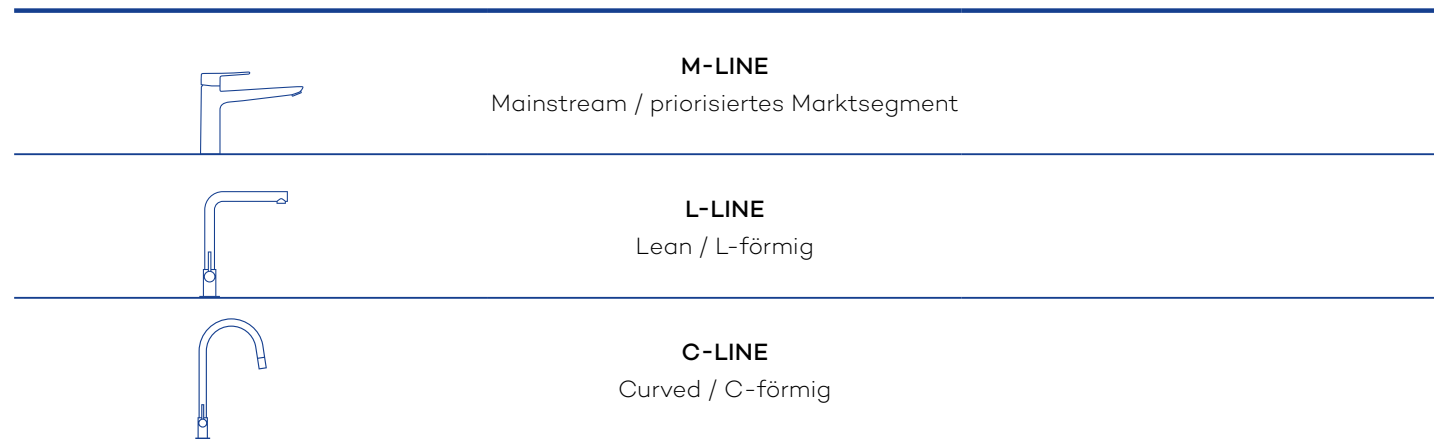 M-LINE
Mainstream / priorisiertes Marktsegment
L-LINE
Lean / L-förmig
C-LINE
Curved / C-förmig